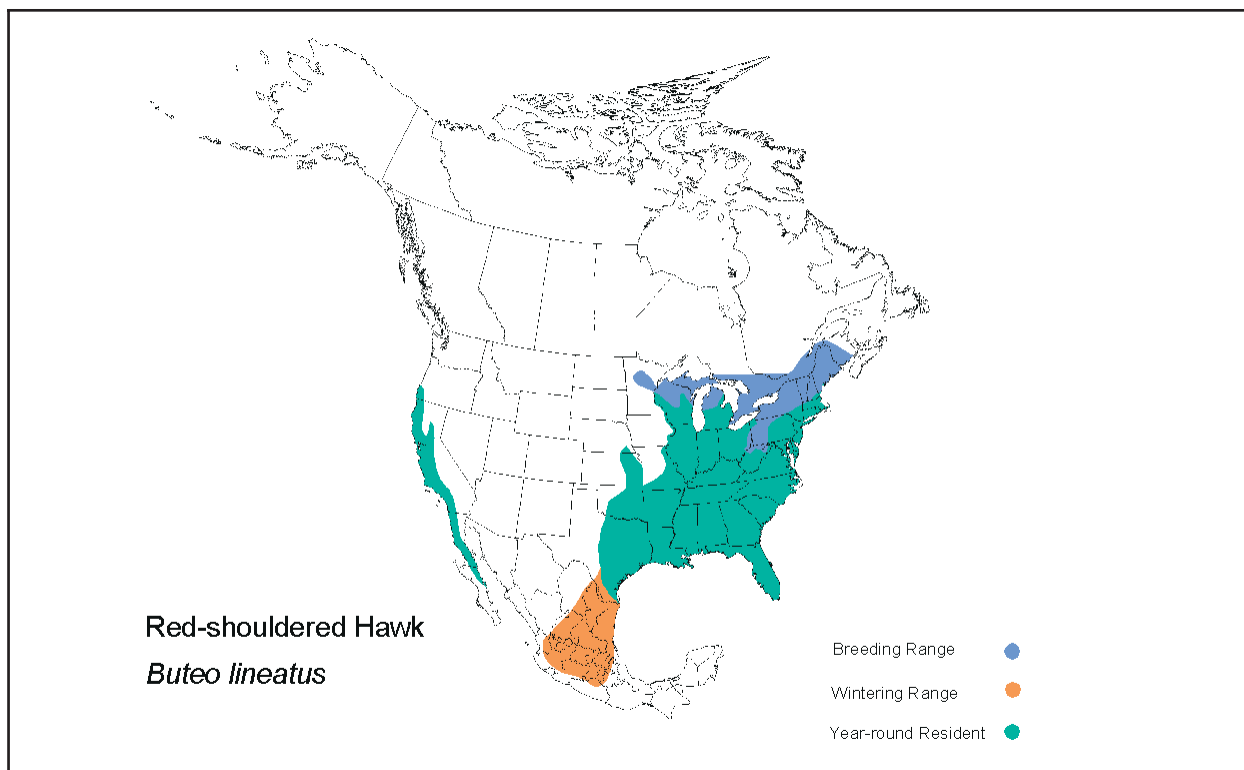 Red-shouldered Hawk
Buteo lineatus
Breeding Range
Wintering Range
Year-round Resident